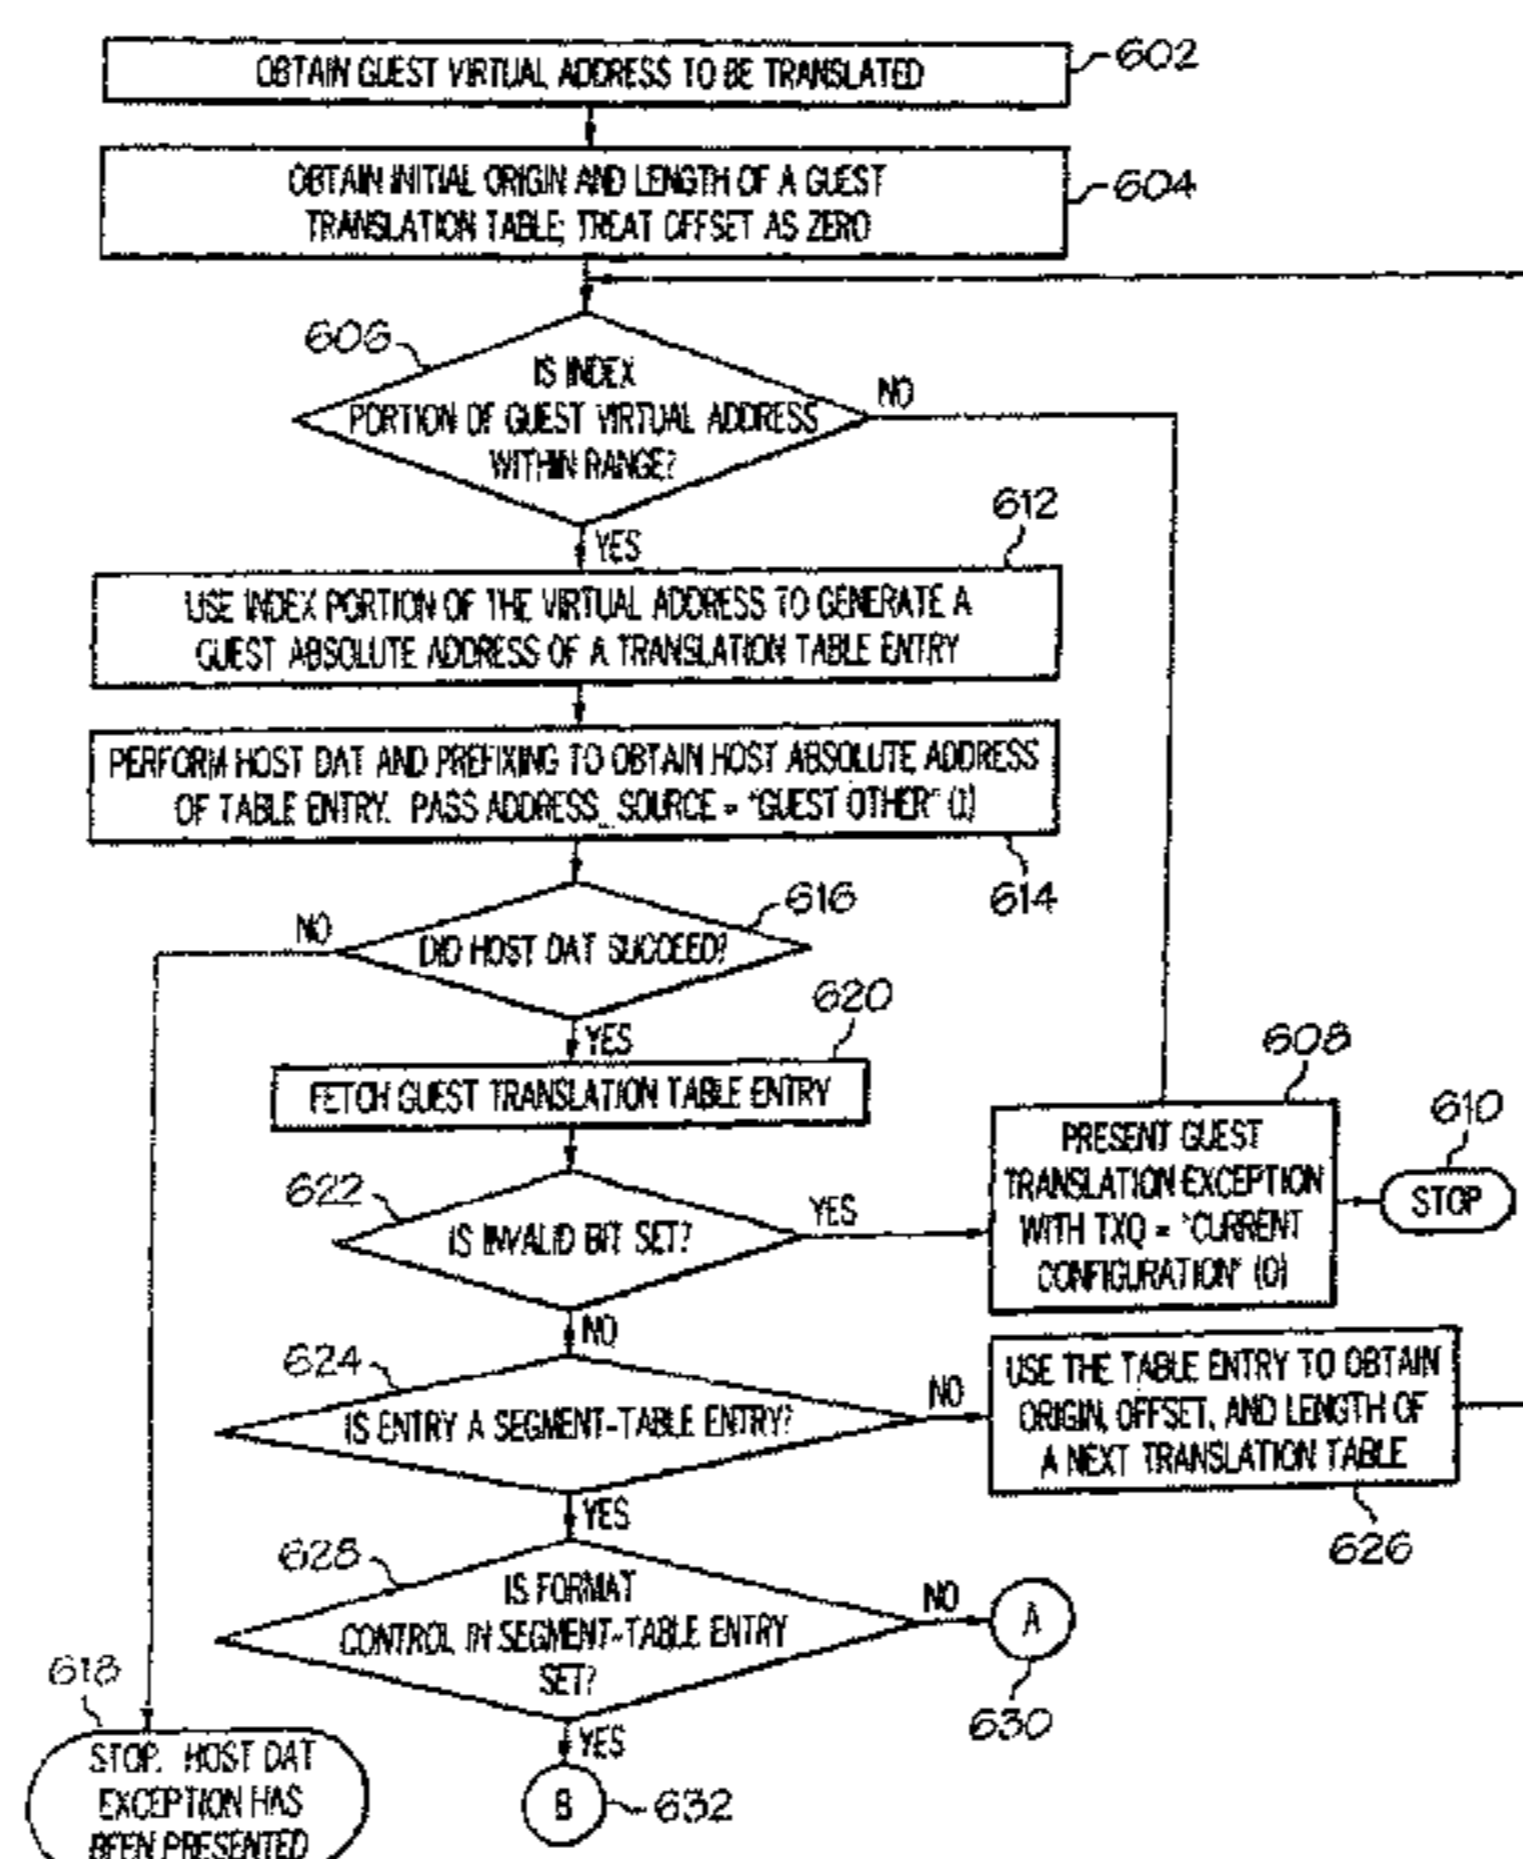 OBTAIN GUEST VIRTUAL ADDRESS TO BE TRANSLATED
602
OBTAIN INITIAL ORIGIN AND LENGTH OF A GUEST
TRANSLATION TABLE; TREAT OFFSET AS ZERO
604
606
IS INDEX
PORTION OF GUEST VIRTUAL ADDRESS
WITHIN RANGE?
NO
YES
612
USE INDEX PORTION OF THE VIRTUAL ADDRESS TO GENERATE A
GUEST ABSOLUTE ADDRESS OF A TRANSLATION TABLE ENTRY
PERFORM HOST DAT AND PREFIXING TO OBTAIN HOST ABSOLUTE ADDRESS
OF TABLE ENTRY. PASS ADDRESS_SOURCE = "GUEST OTHER" (1)
614
616
NO
DID HOST DAT SUCCEED?
YES
620
FETCH GUEST TRANSLATION TABLE ENTRY
608
PRESENT GUEST
TRANSLATION EXCEPTION
WITH TXQ = "CURRENT
CONFIGURATION" (0)
610
STOP
622
IS INVALID BIT SET?
YES
NO
624
IS ENTRY A SEGMENT-TABLE ENTRY?
NO
USE THE TABLE ENTRY TO OBTAIN
ORIGIN, OFFSET, AND LENGTH OF
A NEXT TRANSLATION TABLE
626
YES
628
IS FORMAT
CONTROL IN SEGMENT-TABLE ENTRY
SET?
NO
A
630
YES
B
632
618
STOP. HOST DAT
EXCEPTION HAS
BEEN PRESENTED